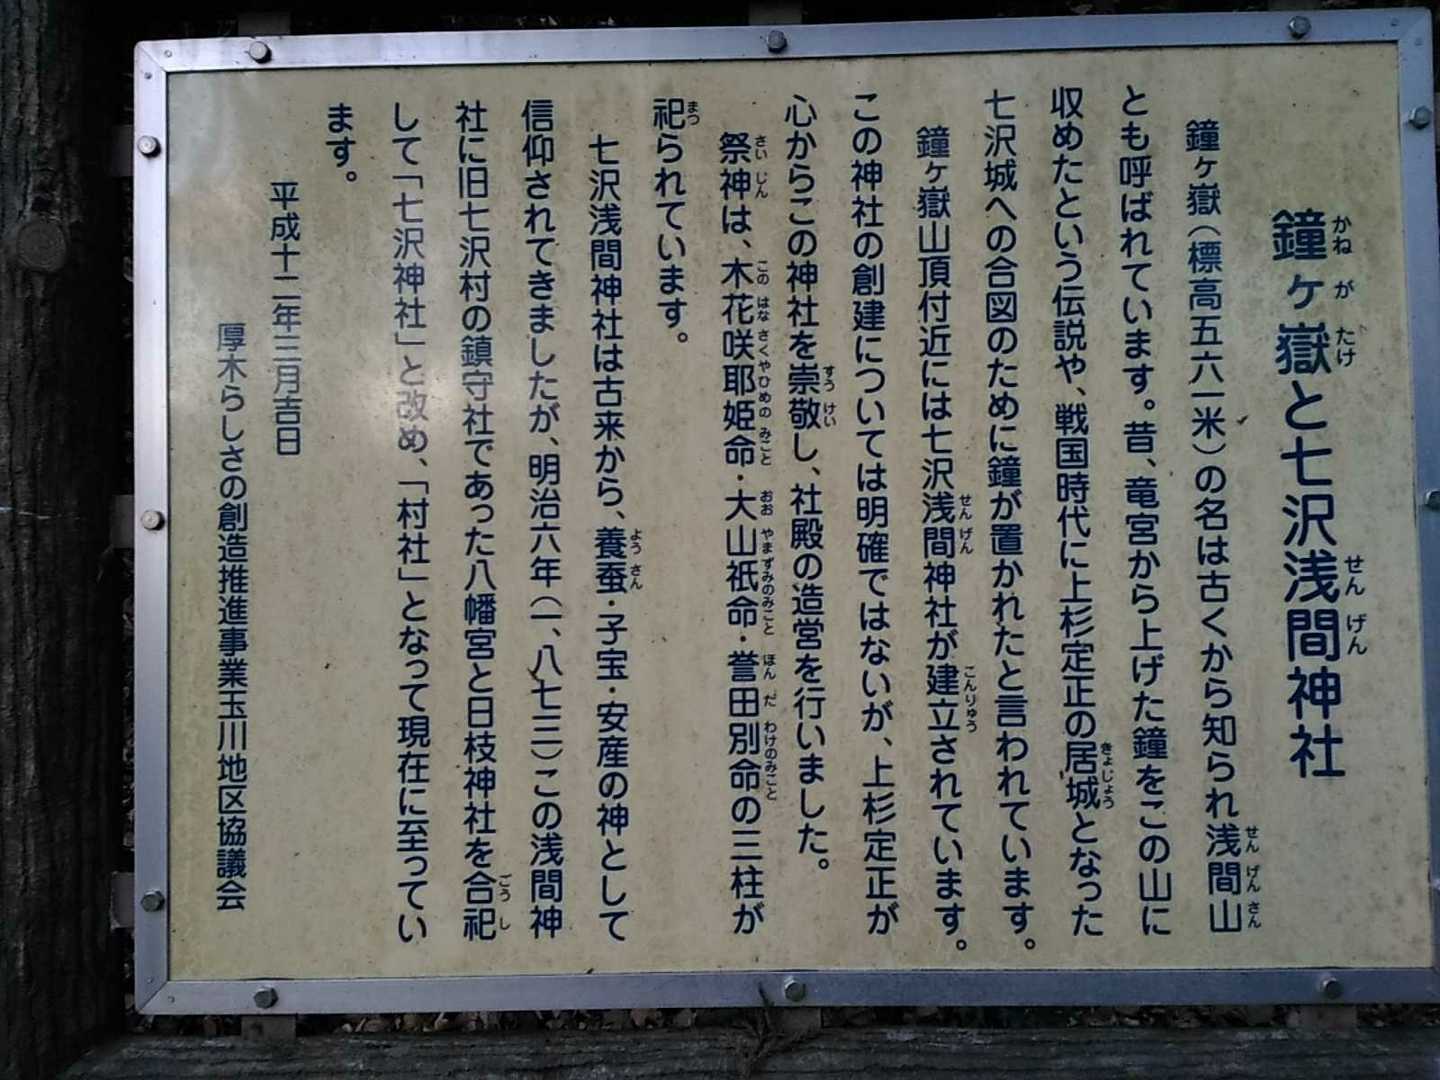 鐘ヶ嶽と七沢浅間神社
鐘ヶ嶽（標高五六一米）の名は古くから知られ浅間山
とも呼ばれています。昔、竜宮から上げた鐘をこの山に
収めたという伝説や、戦国時代に上杉定正の居城となった
七沢城への合図のために鐘が置かれたと言われています。
鐘ヶ嶽山頂付近には七沢浅間神社が建立されています。
この神社の創建については明確ではないが、上杉定正が
心からこの神社を崇敬し、社殿の造営を行いました。
祭神は、木花咲耶姫命・大山祇命・誉田別命の三柱が
祀られています。
七沢浅間神社は古来から、養蚕・子宝・安産の神として
信仰されてきましたが、明治六年（一、八七三）この浅間神
社に旧七沢村の鎮守社であった八幡宮と日枝神社を合祀
して「七沢神社」と改め、「村社」となって現在に至ってい
ます。
平成十二年三月吉日
厚木らしさの創造推進事業玉川地区協議会